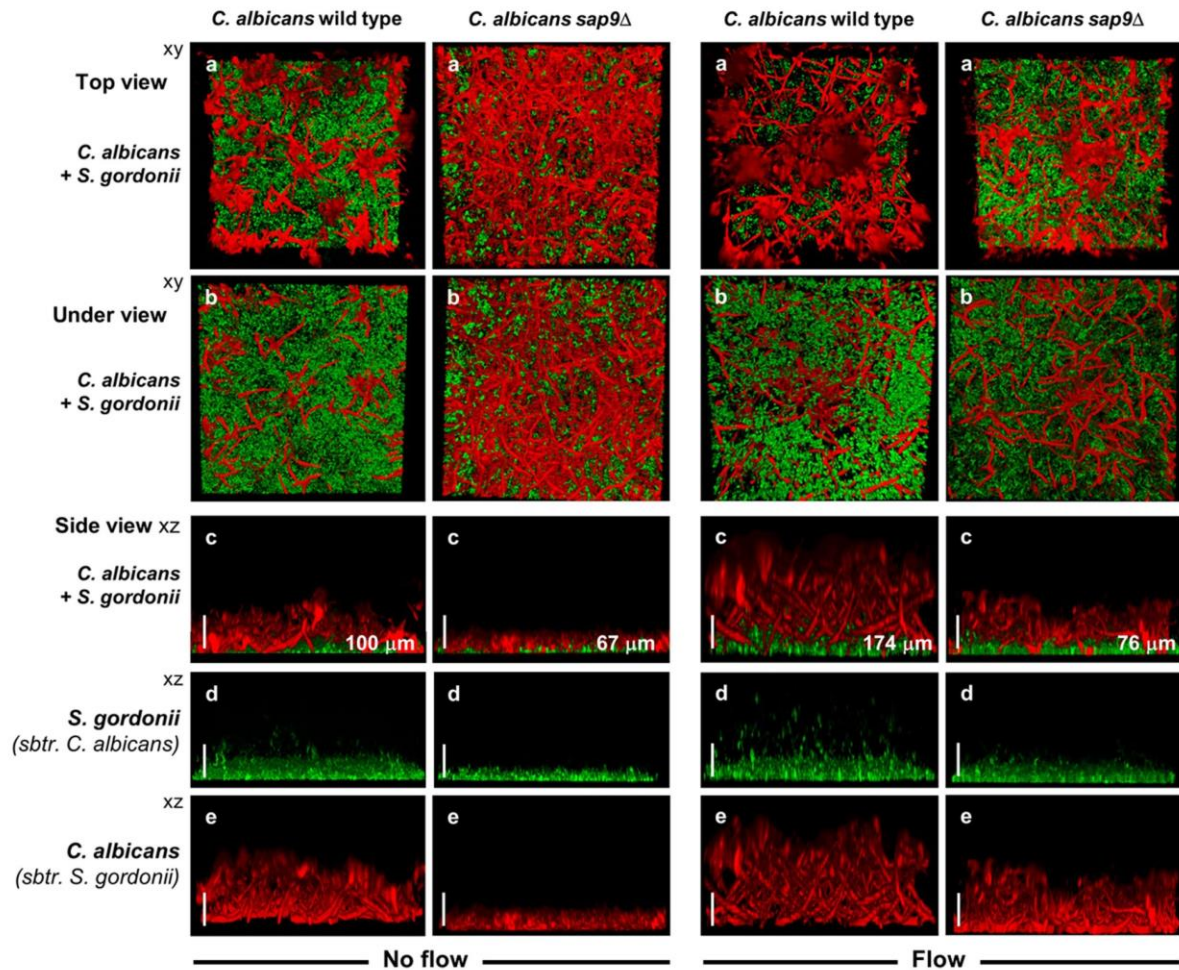 C. albicans wild type C. albicans sap9Δ C. albicans wild type C. albicans sap9Δ
xy
Top view
C. albicans
+ S. gordonii
a a a a
xy
Under view
C. albicans
+ S. gordonii
b b b b
Side view xz
C. albicans
+ S. gordonii
c c c c
100 μm 67 μm 174 μm 76 μm
xz
S. gordonii
(sbtr. C. albicans)
d d d d
xz
C. albicans
(sbtr. S. gordonii)
e e e e
No flow Flow